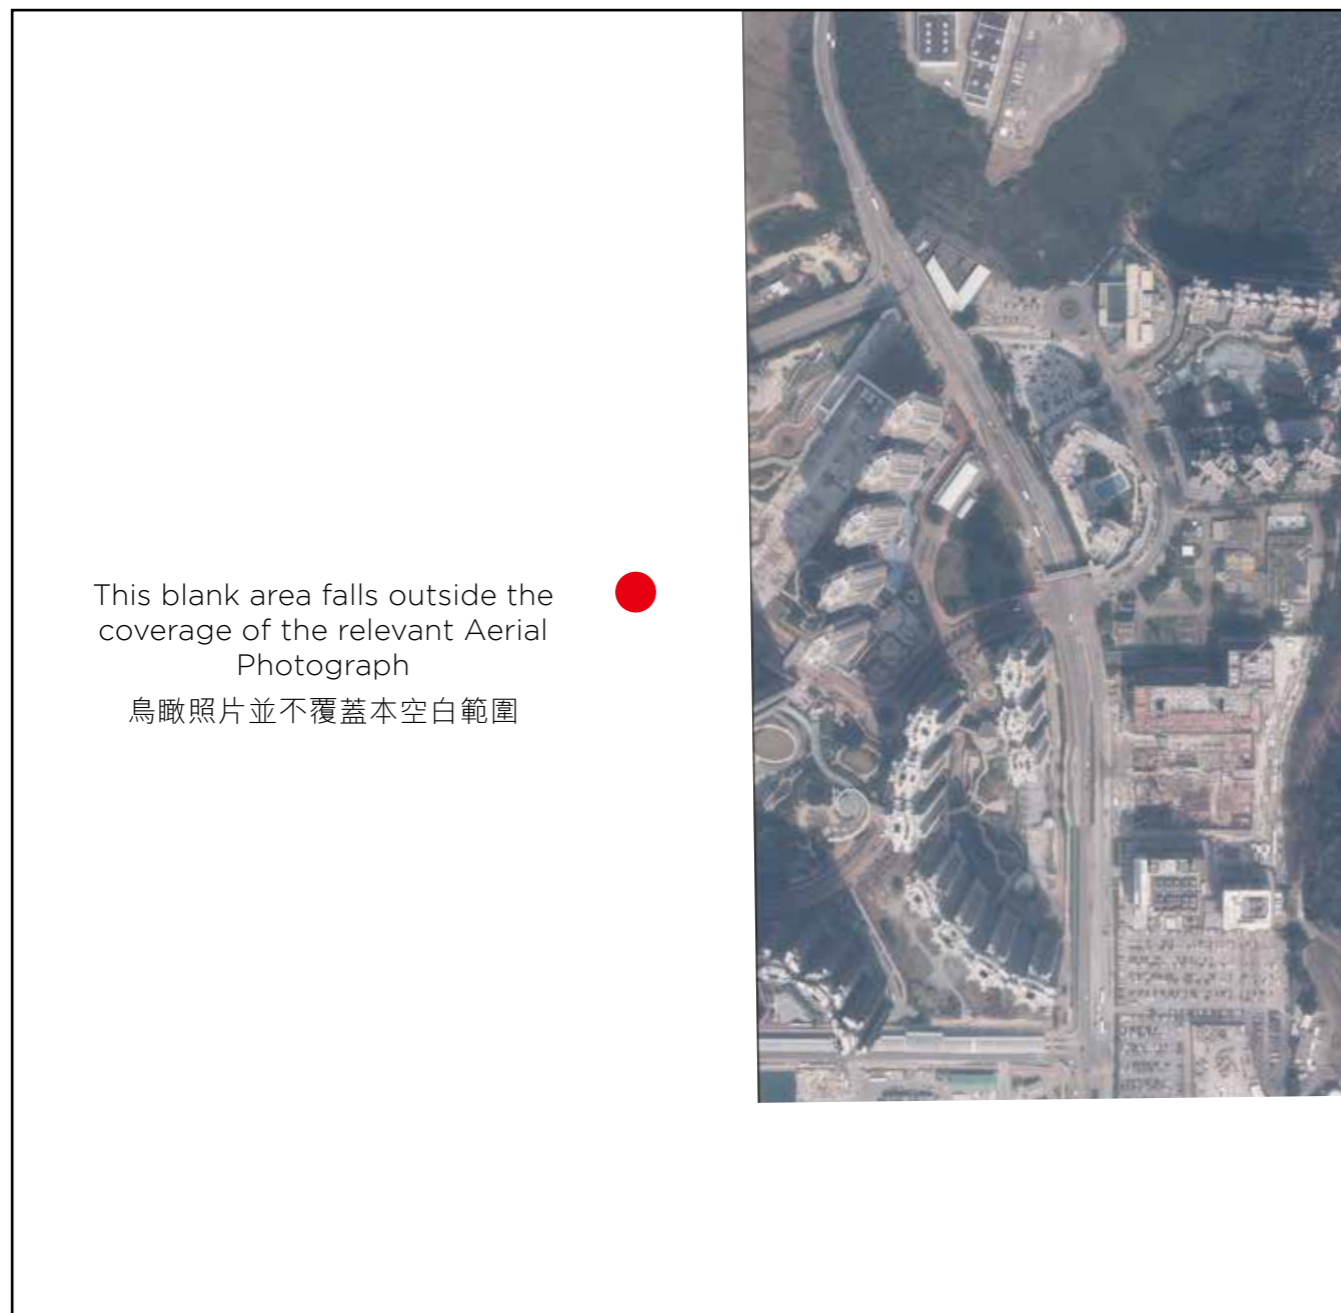 This blank area falls outside the
coverage of the relevant Aerial
Photograph
鳥瞰照片並不覆蓋本空白範圍